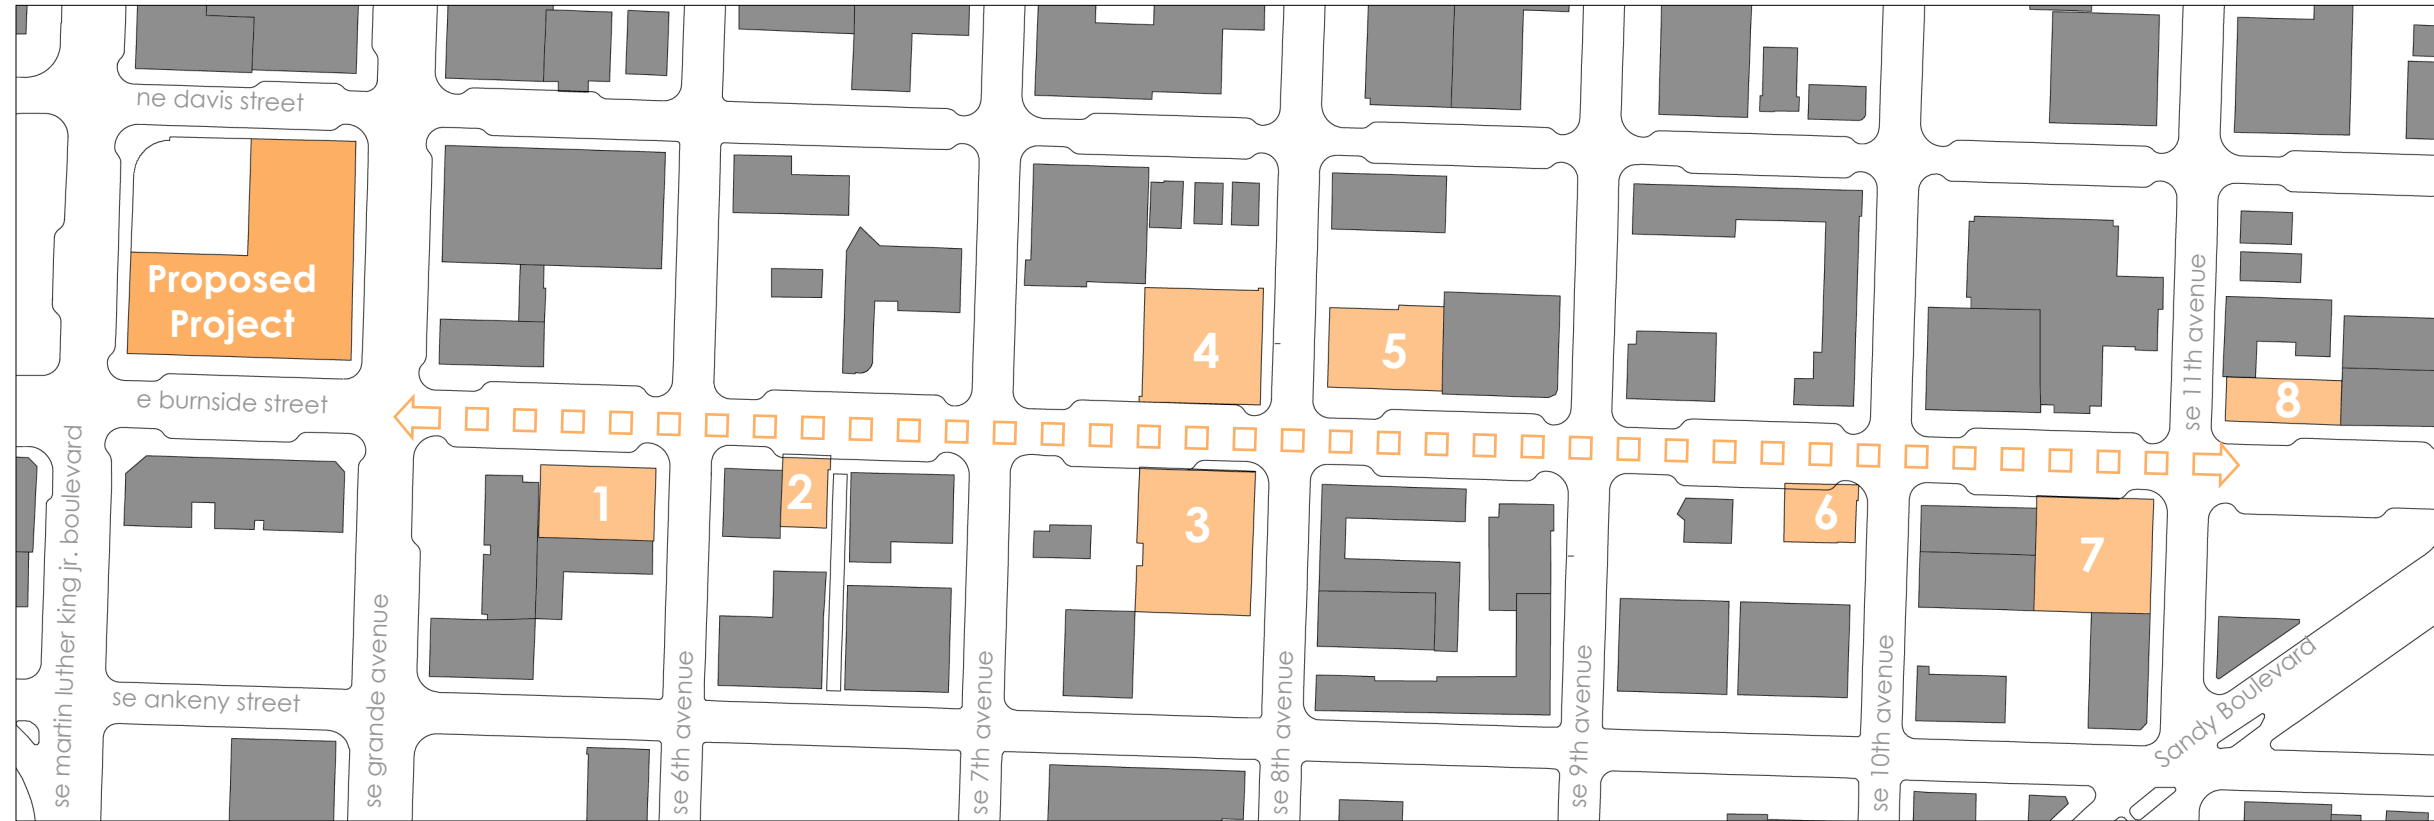 ne davis street
Proposed
Project
e burnside street
4
5
8
1
2
3
6
7
se ankeny street
se martin luther king jr. boulevard
se grande avenue
se 6th avenue
se 7th avenue
se 8th avenue
se 9th avenue
se 10th avenue
se 11th avenue
Sandy Boulevard